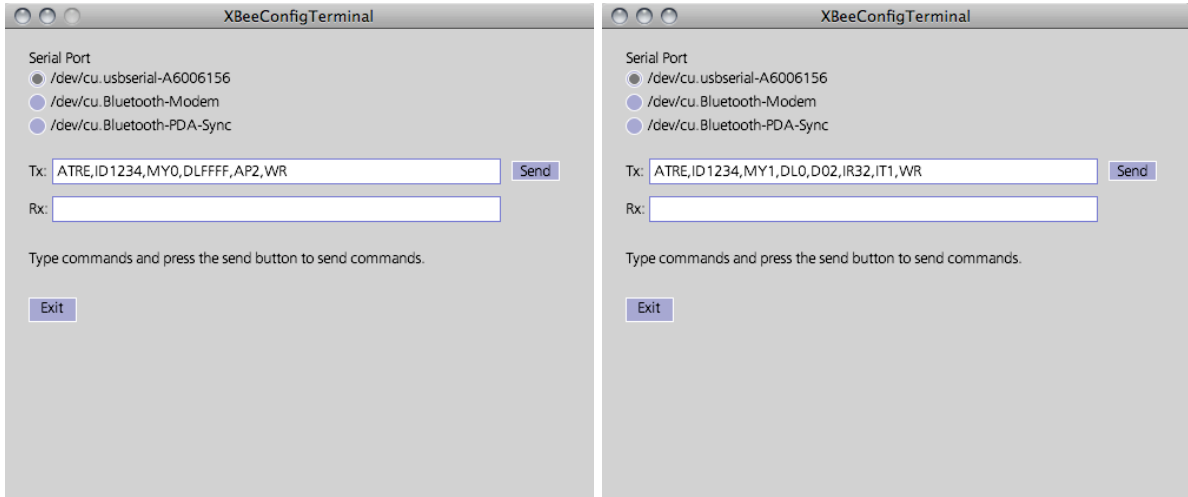 XBeeConfigTerminal
Serial Port
/dev/cu.usbserial-A6006156
/dev/cu.Bluetooth-Modem
/dev/cu.Bluetooth-PDA-Sync
Tx: ATRE,ID1234,MY0,DLFFFF,AP2,WR Send
Rx:
Type commands and press the send button to send commands.
Exit
XBeeConfigTerminal
Serial Port
/dev/cu.usbserial-A6006156
/dev/cu.Bluetooth-Modem
/dev/cu.Bluetooth-PDA-Sync
Tx: ATRE,ID1234,MY1,DL0,D02,IR32,IT1,WR Send
Rx:
Type commands and press the send button to send commands.
Exit